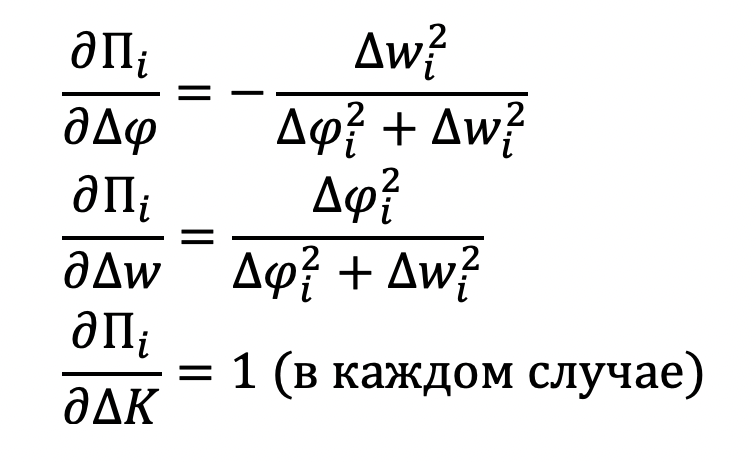 ∂Π_i/∂Δφ = − Δw_i^2/(Δφ_i^2 + Δw_i^2)
∂Π_i/∂Δw = Δφ_i^2/(Δφ_i^2 + Δw_i^2)
∂Π_i/∂ΔK = 1 (в каждом случае)